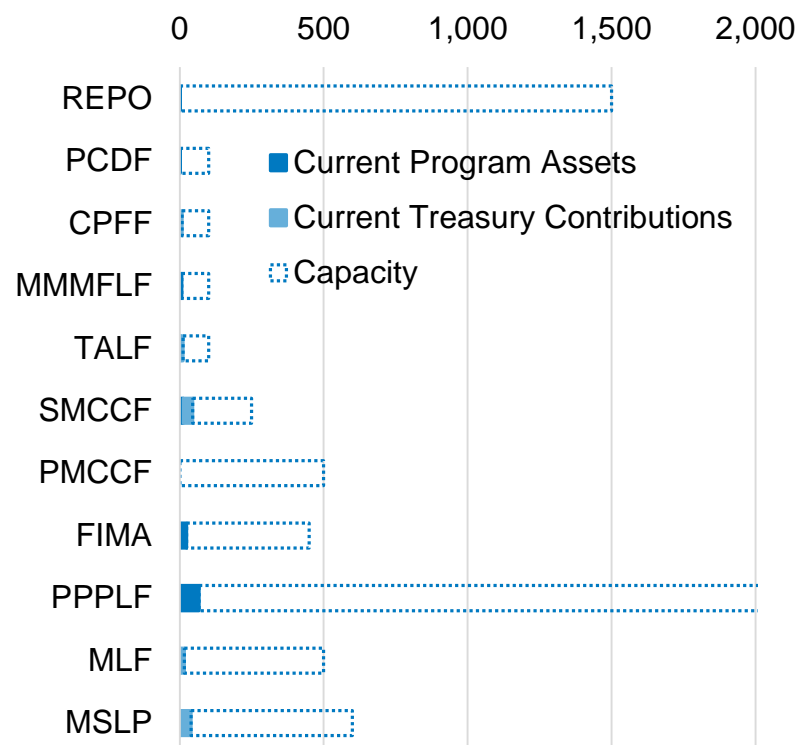 0 500 1,000 1,500 2,000
REPO
PCDF
Current Program Assets
CPFF
Current Treasury Contributions
MMMFLF
Capacity
TALF
SMCCF
PMCCF
FIMA
PPPLF
MLF
MSLP